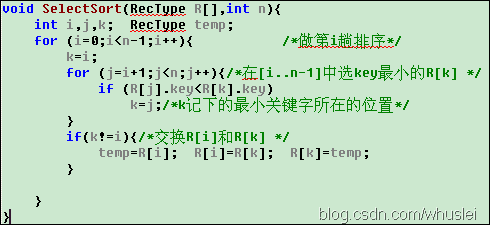 void SelectSort(RecType R[],int n){
    int i,j,k;  RecType temp;
    for (i=0;i<n-1;i++){        /*做第i趟排序*/
        k=i;
        for (j=i+1;j<n;j++){/*在[i..n-1]中选key最小的R[k] */
            if (R[j].key<R[k].key)
                k=j;/*k记下的最小关键字所在的位置*/
        }
        if(k!=i){/*交换R[i]和R[k] */
            temp=R[i];  R[i]=R[k];  R[k]=temp;
        }
    }
}
blog.csdn.com/whuslei